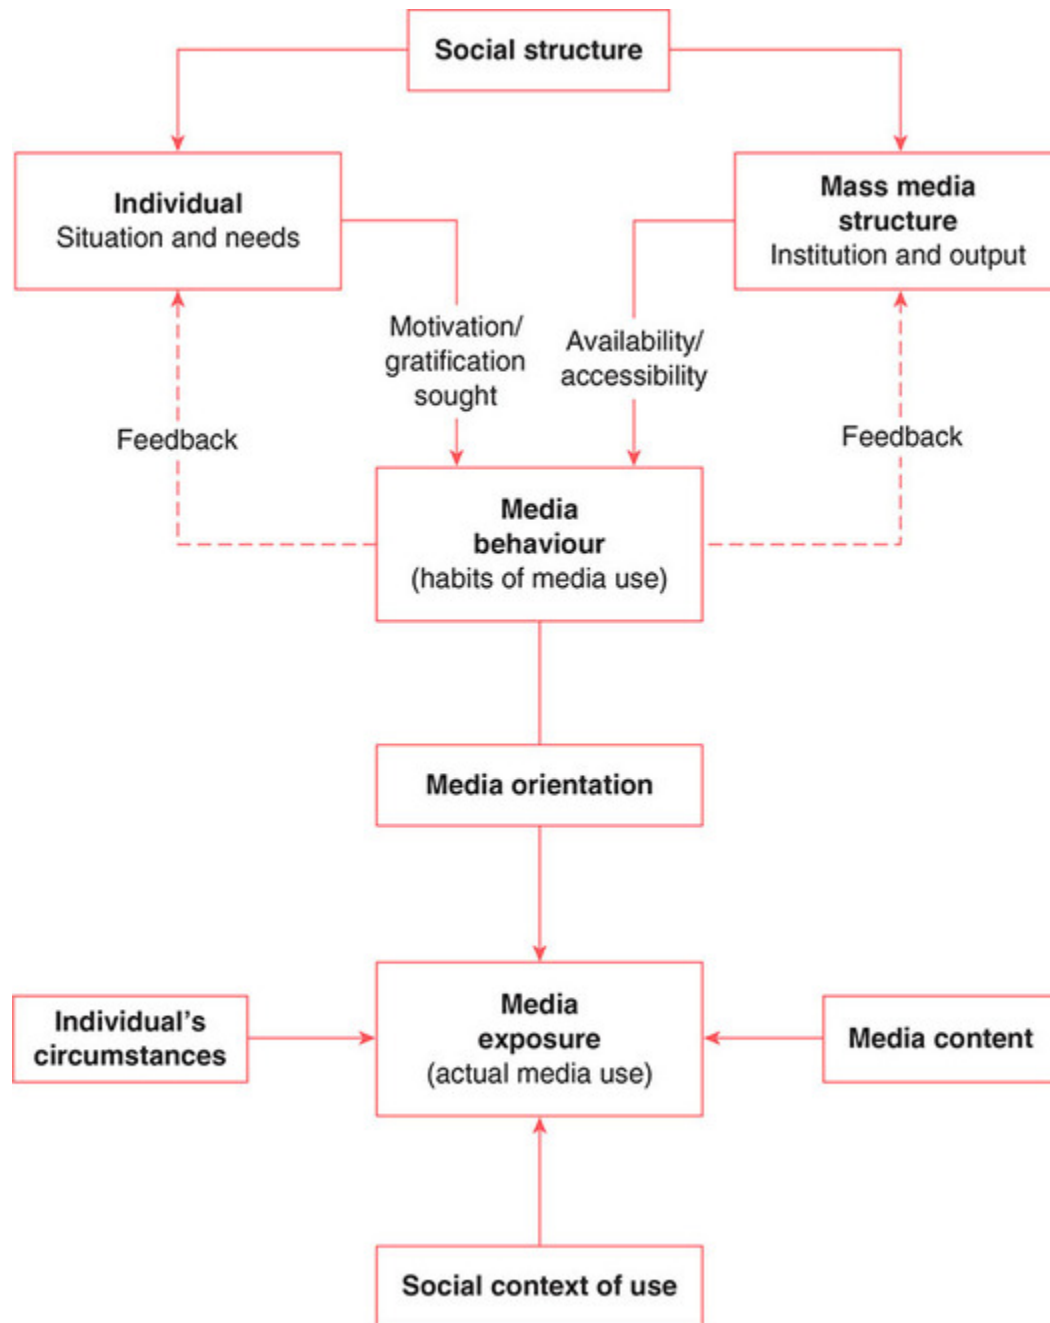 Social structure
Individual
Situation and needs
Mass media
structure
Institution and output
Motivation/
gratification
sought
Availability/
accessibility
Feedback
Feedback
Media
behaviour
(habits of media use)
Media orientation
Individual’s
circumstances
Media
exposure
(actual media use)
Media content
Social context of use